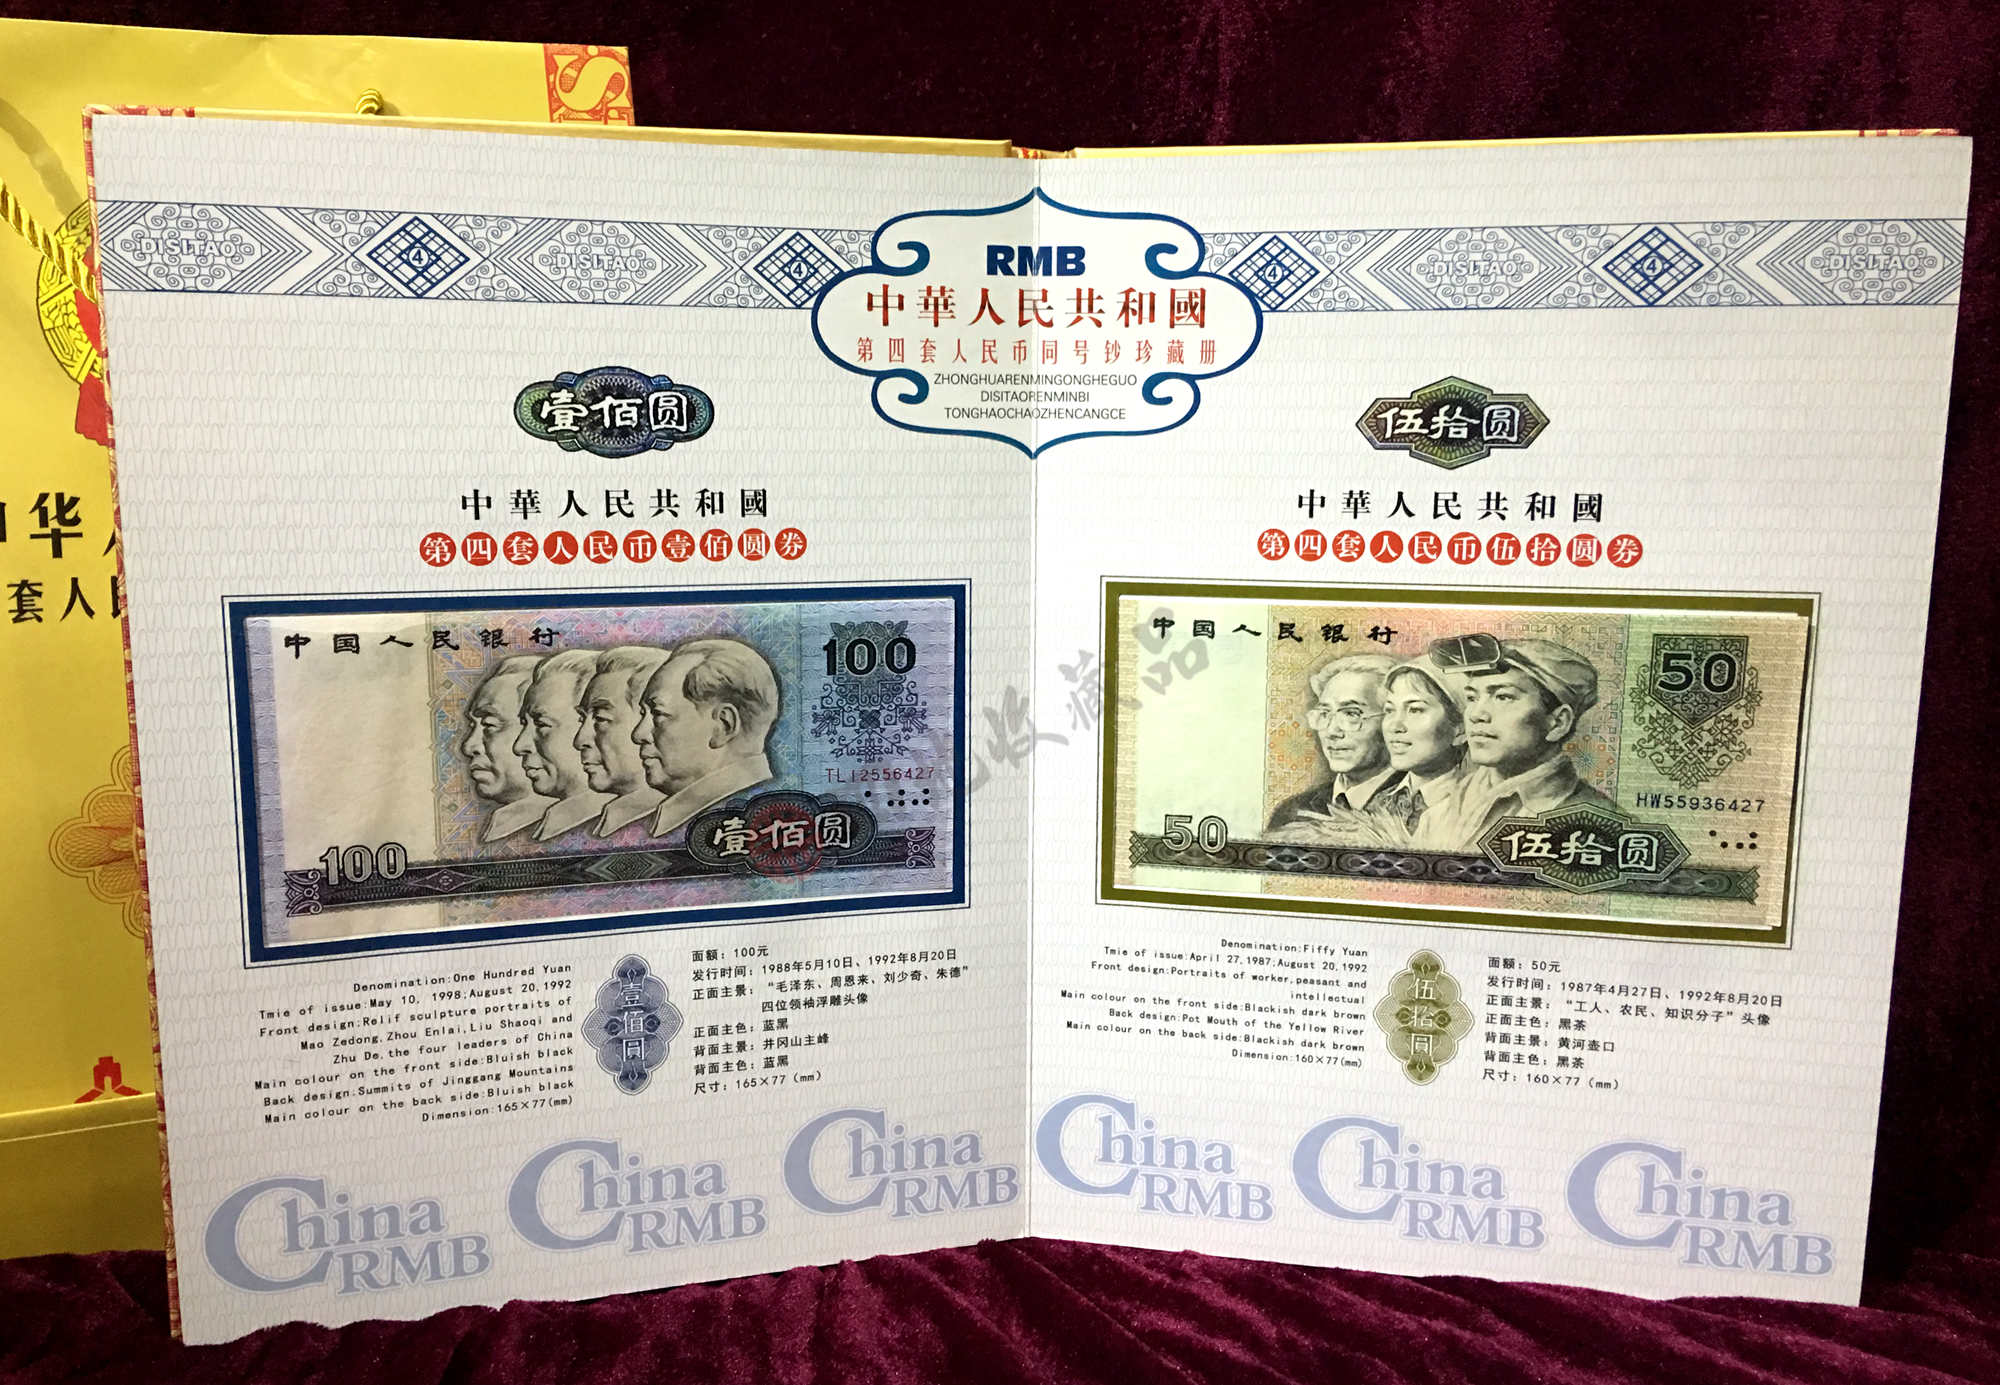 DISITAO
4
DISITAO
4
4
DISITAO
4
DISITAO
RMB
中華人民共和國
第四套人民币同号钞珍藏册
ZHONGHUARENMINGONGHEGUO
DISITAORENMINBI
TONGHAOCHAOZHENCANGCE
壹佰圆
中華人民共和國
第四套人民币壹佰圆券
中国人民银行
100
TL12556427
壹佰圆
100
Denomination:One Hundred Yuan
Tmie of issue:May 10, 1998;August 20,1992
Front design:Relif sculpture portraits of
Mao Zedong,Zhou Enlai,Liu Shaoqi and
Zhu De,the four leaders of China
Main colour on the front side:Bluish black
Back design:Summits of Jinggang Mountains
Main colour on the back side:Bluish black
Dimension:165×77(mm)
壹佰圓
面额：100元
发行时间：1988年5月10日、1992年8月20日
正面主景：“毛泽东、周恩来、刘少奇、朱德”
四位领袖浮雕头像
正面主色：蓝黑
背面主景：井冈山主峰
背面主色：蓝黑
尺寸：165×77（mm）
伍拾圆
中華人民共和國
第四套人民币伍拾圆券
中国人民银行
50
HW55936427
伍拾圆
50
Denomination:Fiffy Yuan
Tmie of issue:April 27,1987;August 20,1992
Front design:Portraits of worker,peasant and
intellectual
Main colour on the front side:Blackish dark brown
Back design:Pot Mouth of the Yellow River
Main colour on the back side:Blackish dark brown
Dimension:160×77(mm)
伍拾圓
面额：50元
发行时间：1987年4月27日、1992年8月20日
正面主景：“工人、农民、知识分子”头像
正面主色：黑茶
背面主景：黄河壶口
背面主色：黑茶
尺寸：160×77（mm）
China
RMB
China
RMB
China
RMB
China
RMB
China
RMB
China
RMB
收藏品
华人
套人